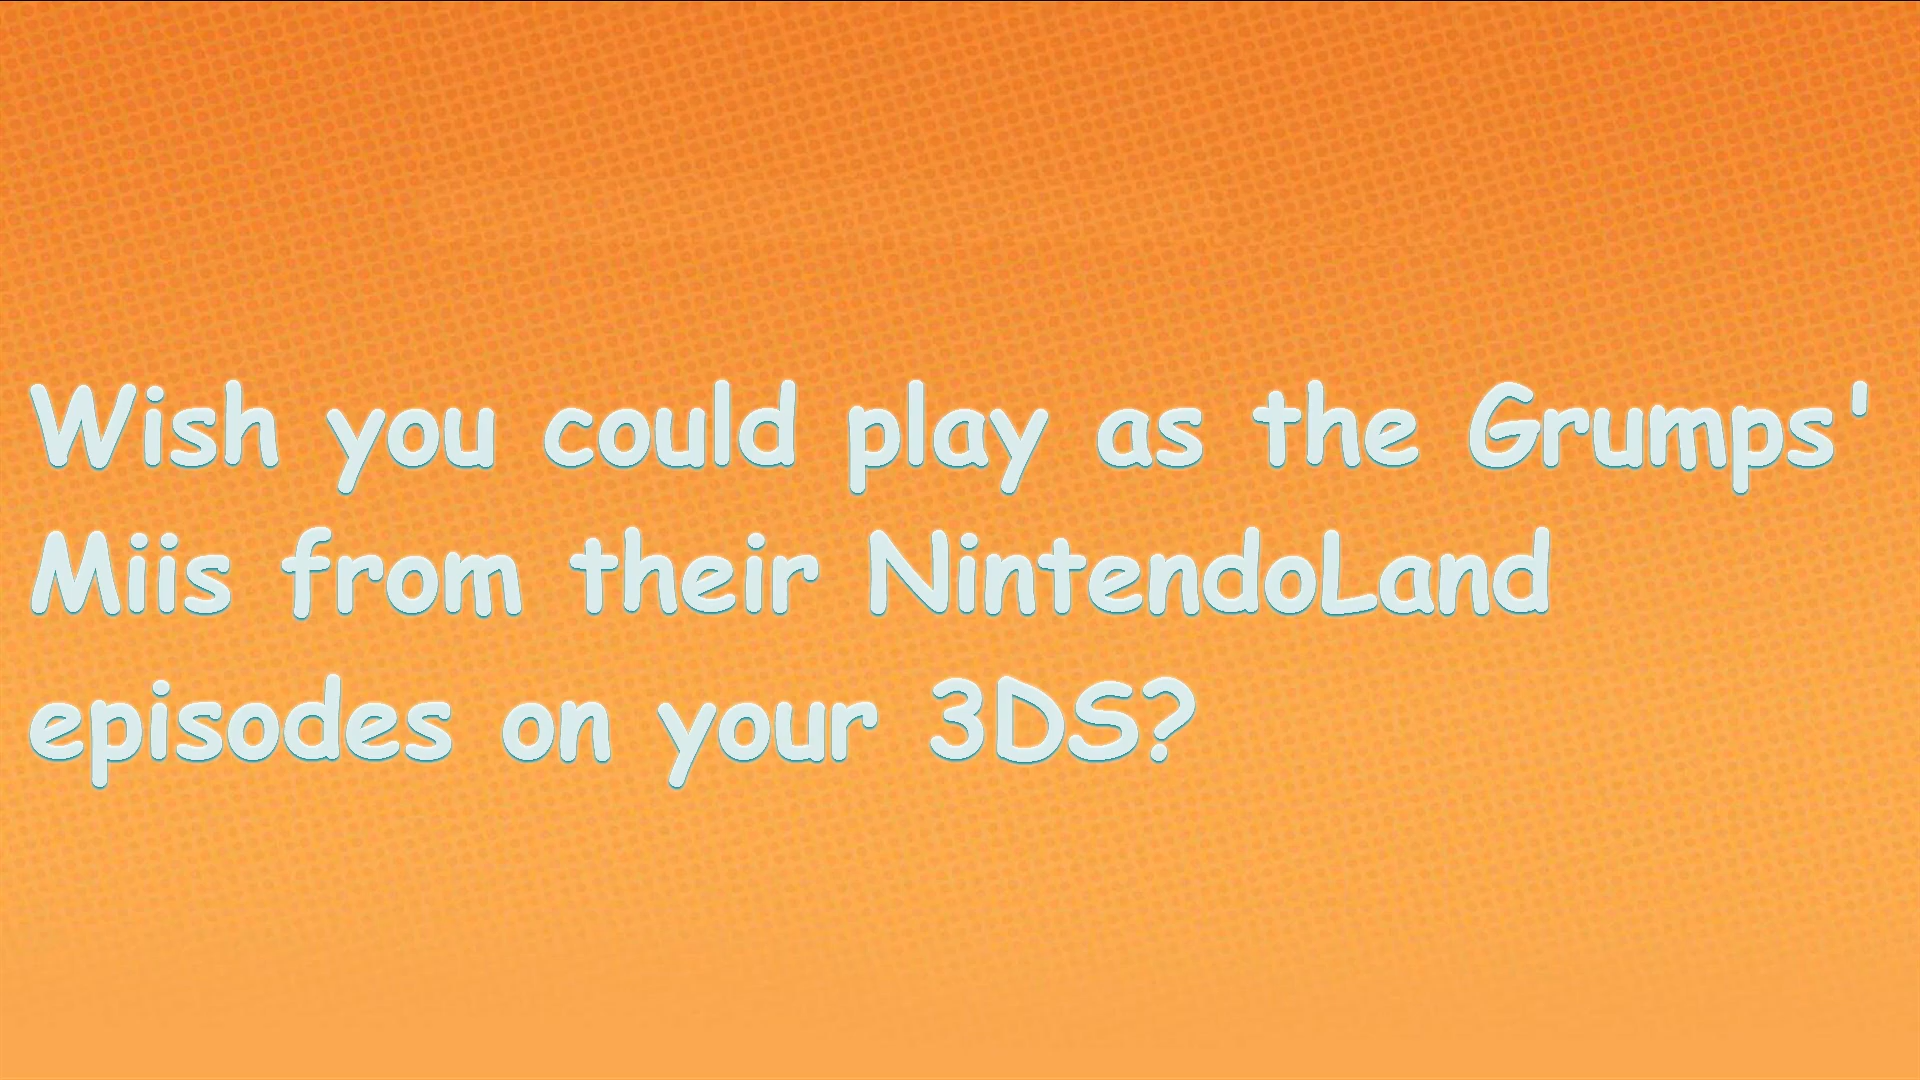 Wish you could play as the Grumps'
Miis from their NintendoLand
episodes on your 3DS?